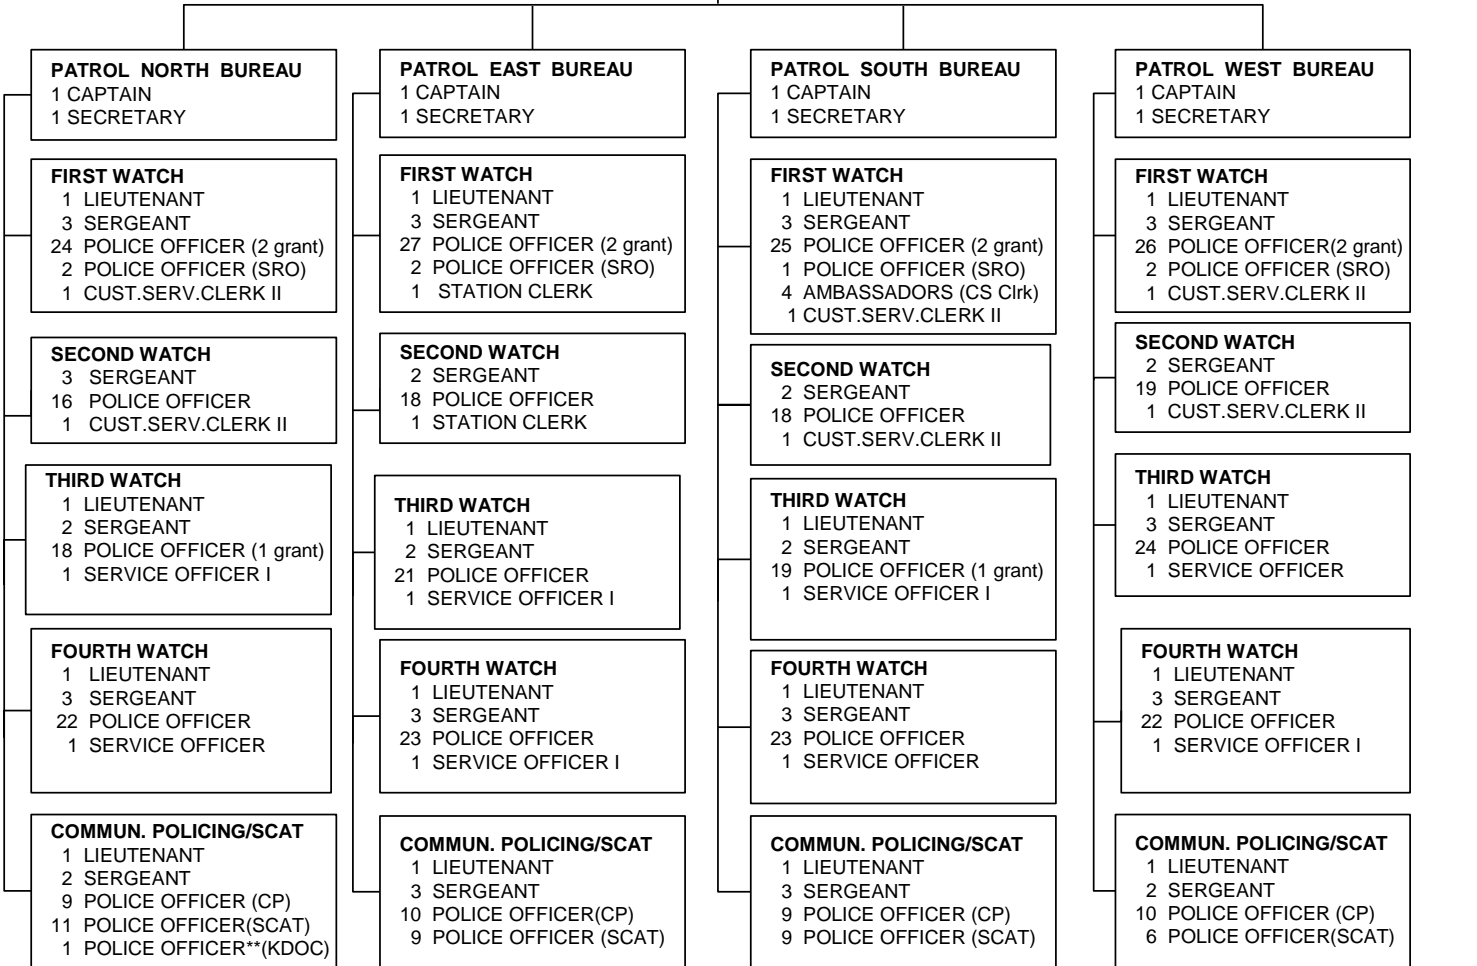 PATROL NORTH BUREAU
1 CAPTAIN
1 SECRETARY
FIRST WATCH
1 LIEUTENANT
3 SERGEANT
24 POLICE OFFICER (2 grant)
2 POLICE OFFICER (SRO)
1 CUST.SERV.CLERK II
SECOND WATCH
3 SERGEANT
16 POLICE OFFICER
1 CUST.SERV.CLERK II
THIRD WATCH
1 LIEUTENANT
2 SERGEANT
18 POLICE OFFICER (1 grant)
1 SERVICE OFFICER I
FOURTH WATCH
1 LIEUTENANT
3 SERGEANT
22 POLICE OFFICER
1 SERVICE OFFICER
COMMUN. POLICING/SCAT
1 LIEUTENANT
2 SERGEANT
9 POLICE OFFICER (CP)
11 POLICE OFFICER(SCAT)
1 POLICE OFFICER**(KDOC)
PATROL EAST BUREAU
1 CAPTAIN
1 SECRETARY
FIRST WATCH
1 LIEUTENANT
3 SERGEANT
27 POLICE OFFICER (2 grant)
2 POLICE OFFICER (SRO)
1 STATION CLERK
SECOND WATCH
2 SERGEANT
18 POLICE OFFICER
1 STATION CLERK
THIRD WATCH
1 LIEUTENANT
2 SERGEANT
21 POLICE OFFICER
1 SERVICE OFFICER I
FOURTH WATCH
1 LIEUTENANT
3 SERGEANT
23 POLICE OFFICER
1 SERVICE OFFICER I
COMMUN. POLICING/SCAT
1 LIEUTENANT
3 SERGEANT
10 POLICE OFFICER(CP)
9 POLICE OFFICER (SCAT)
PATROL SOUTH BUREAU
1 CAPTAIN
1 SECRETARY
FIRST WATCH
1 LIEUTENANT
3 SERGEANT
25 POLICE OFFICER (2 grant)
1 POLICE OFFICER (SRO)
4 AMBASSADORS (CS Clrk)
1 CUST.SERV.CLERK II
SECOND WATCH
2 SERGEANT
18 POLICE OFFICER
1 CUST.SERV.CLERK II
THIRD WATCH
1 LIEUTENANT
2 SERGEANT
19 POLICE OFFICER (1 grant)
1 SERVICE OFFICER I
FOURTH WATCH
1 LIEUTENANT
3 SERGEANT
23 POLICE OFFICER
1 SERVICE OFFICER
COMMUN. POLICING/SCAT
1 LIEUTENANT
3 SERGEANT
9 POLICE OFFICER (CP)
9 POLICE OFFICER (SCAT)
PATROL WEST BUREAU
1 CAPTAIN
1 SECRETARY
FIRST WATCH
1 LIEUTENANT
3 SERGEANT
26 POLICE OFFICER(2 grant)
2 POLICE OFFICER (SRO)
1 CUST.SERV.CLERK II
SECOND WATCH
2 SERGEANT
19 POLICE OFFICER
1 CUST.SERV.CLERK II
THIRD WATCH
1 LIEUTENANT
3 SERGEANT
24 POLICE OFFICER
1 SERVICE OFFICER
FOURTH WATCH
1 LIEUTENANT
3 SERGEANT
22 POLICE OFFICER
1 SERVICE OFFICER I
COMMUN. POLICING/SCAT
1 LIEUTENANT
2 SERGEANT
10 POLICE OFFICER (CP)
6 POLICE OFFICER(SCAT)